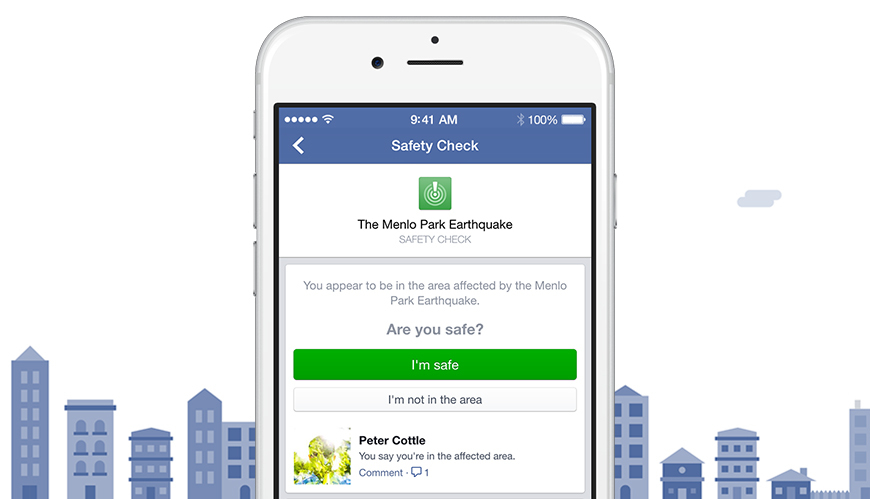 9:41 AM
100%
Safety Check
The Menlo Park Earthquake
SAFETY CHECK
You appear to be in the area affected by the Menlo
Park Earthquake.
Are you safe?
I'm safe
I'm not in the area
Peter Cottle
You say you're in the affected area.
Comment · 1